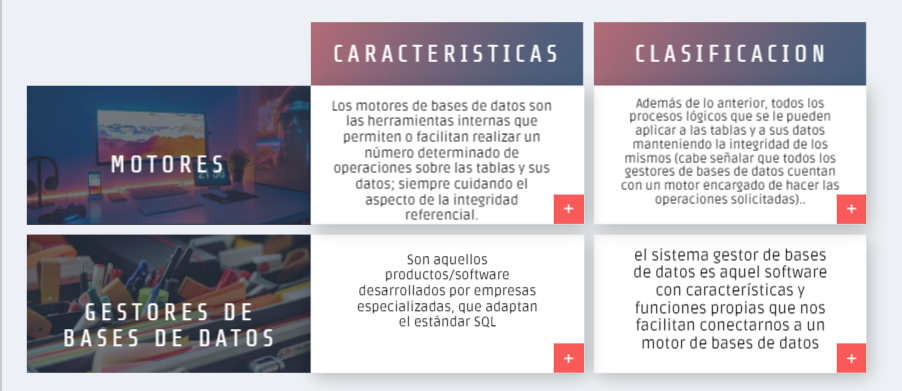 CARACTERISTICAS
CLASIFICACION
MOTORES
Los motores de bases de datos son
las herramientas internas que
permiten o facilitan realizar un
número determinado de
operaciones sobre las tablas y sus
datos; siempre cuidando el
aspecto de la integridad
referencial.
+
Además de lo anterior, todos los
procesos lógicos que se le pueden
aplicar a las tablas y a sus datos
manteniendo la integridad de los
mismos (cabe señalar que todos los
gestores de bases de datos cuentan
con un motor encargado de hacer las
operaciones solicitadas)..
+
GESTORES DE
BASES DE DATOS
Son aquellos
productos/software
desarrollados por empresas
especializadas, que adaptan
el estándar SQL
+
el sistema gestor de bases
de datos es aquel software
con características y
funciones propias que nos
facilitan conectarnos a un
motor de bases de datos
+